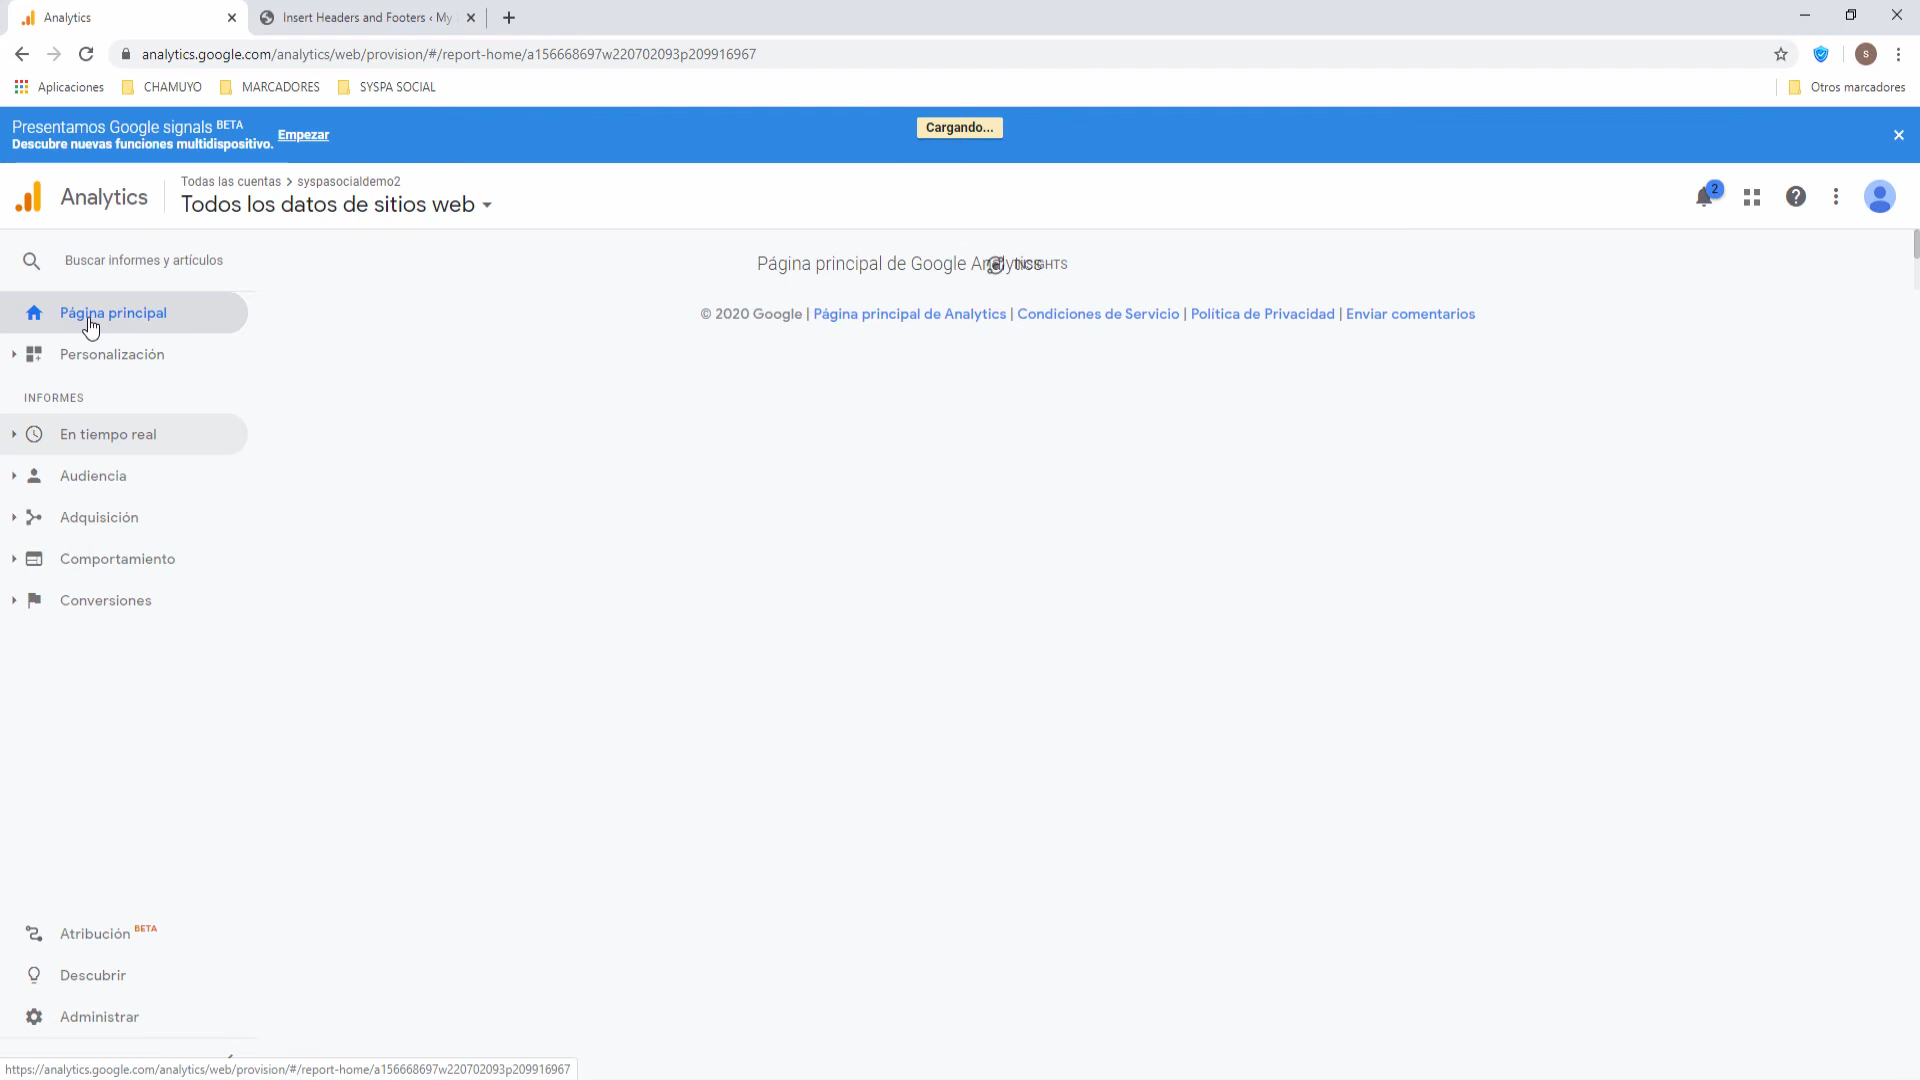 Analytics
Insert Headers and Footers ‹ My
analytics.google.com/analytics/web/provision/#/report-home/a156668697w220702093p209916967
S
Aplicaciones
CHAMUYO
MARCADORES
SYSPA SOCIAL
Otros marcadores
Presentamos Google signals BETA
Descubre nuevas funciones multidispositivo.
Empezar
Cargando...
Analytics
Todas las cuentas > syspasocialdemo2
Todos los datos de sitios web
2
Buscar informes y artículos
Página principal de Google Analytics
INSIGHTS
Página principal
© 2020 Google | Página principal de Analytics | Condiciones de Servicio | Política de Privacidad | Enviar comentarios
Personalización
INFORMES
En tiempo real
Audiencia
Adquisición
Comportamiento
Conversiones
Atribución BETA
Descubrir
Administrar
https://analytics.google.com/analytics/web/provision/#/report-home/a156668697w220702093p209916967